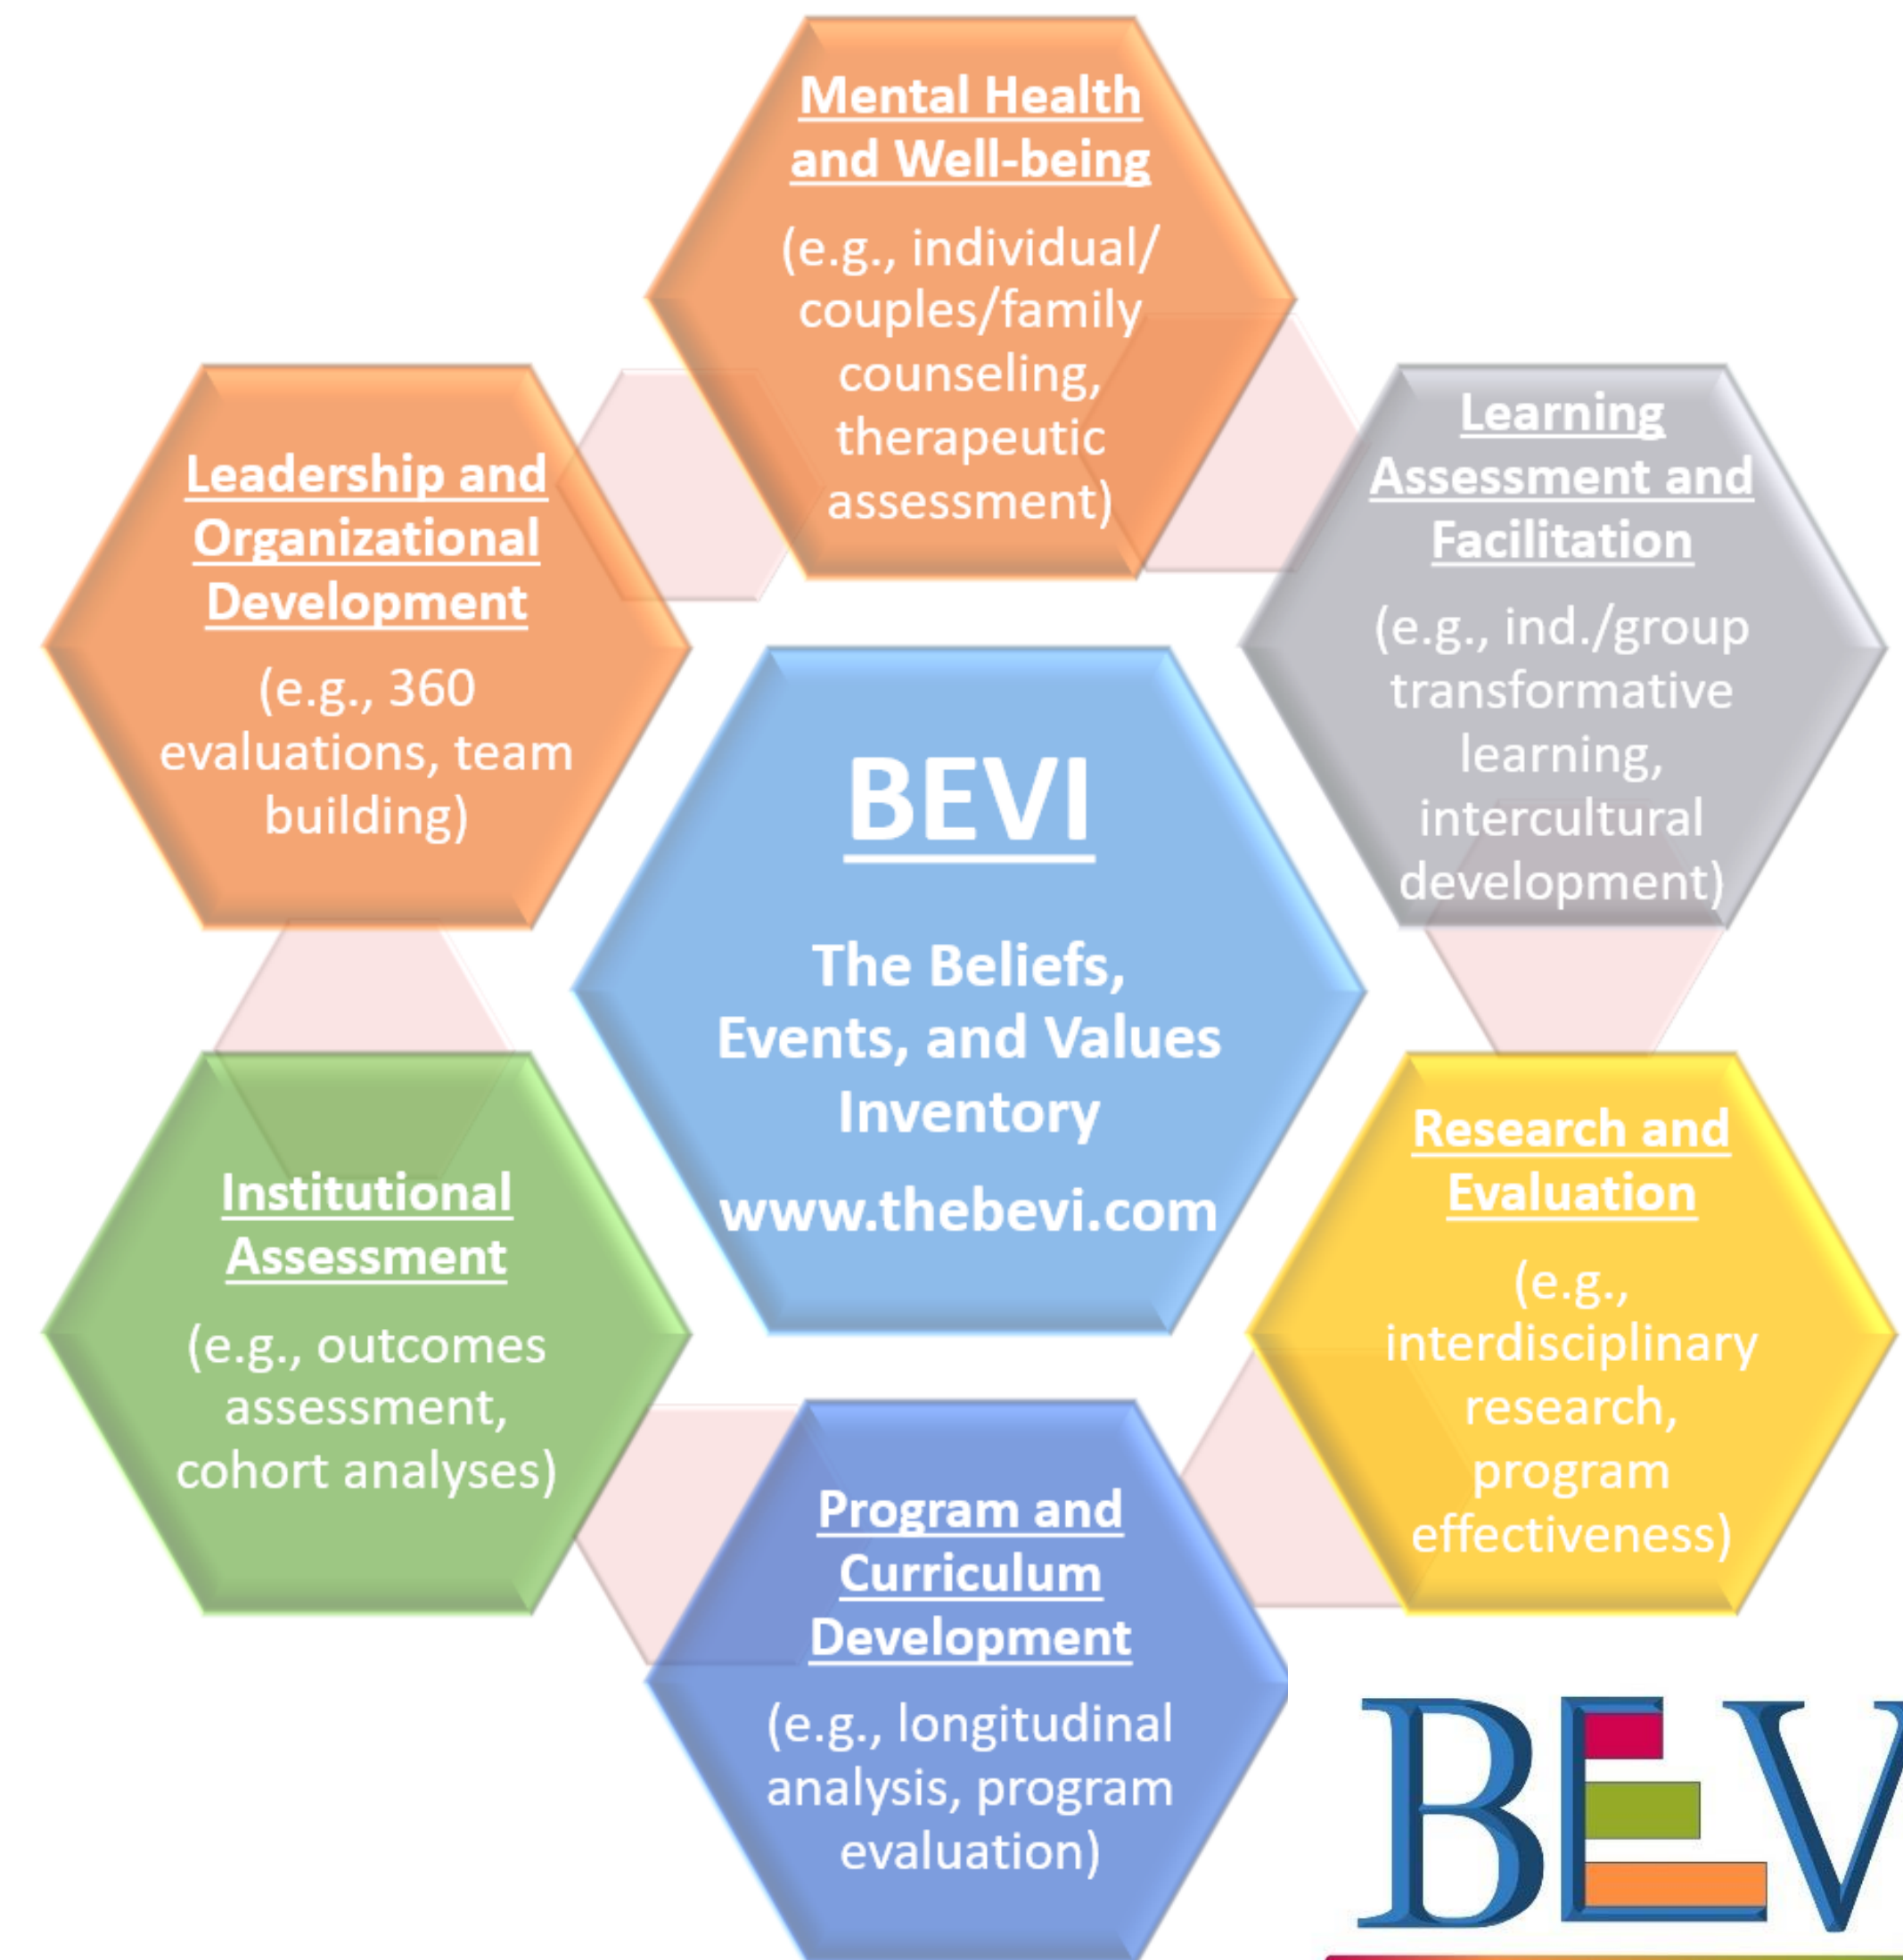 Mental Health
and Well-being
(e.g., individual/
couples/family
counseling,
therapeutic
assessment)
Leadership and
Organizational
Development
(e.g., 360
evaluations, team
building)
Learning
Assessment and
Facilitation
(e.g., ind./group
transformative
learning,
intercultural
development)
BEVI
The Beliefs,
Events, and Values
Inventory
www.thebevi.com
Institutional
Assessment
(e.g., outcomes
assessment,
cohort analyses)
Research and
Evaluation
(e.g.,
interdisciplinary
research,
program
effectiveness)
Program and
Curriculum
Development
(e.g., longitudinal
analysis, program
evaluation)
BEV